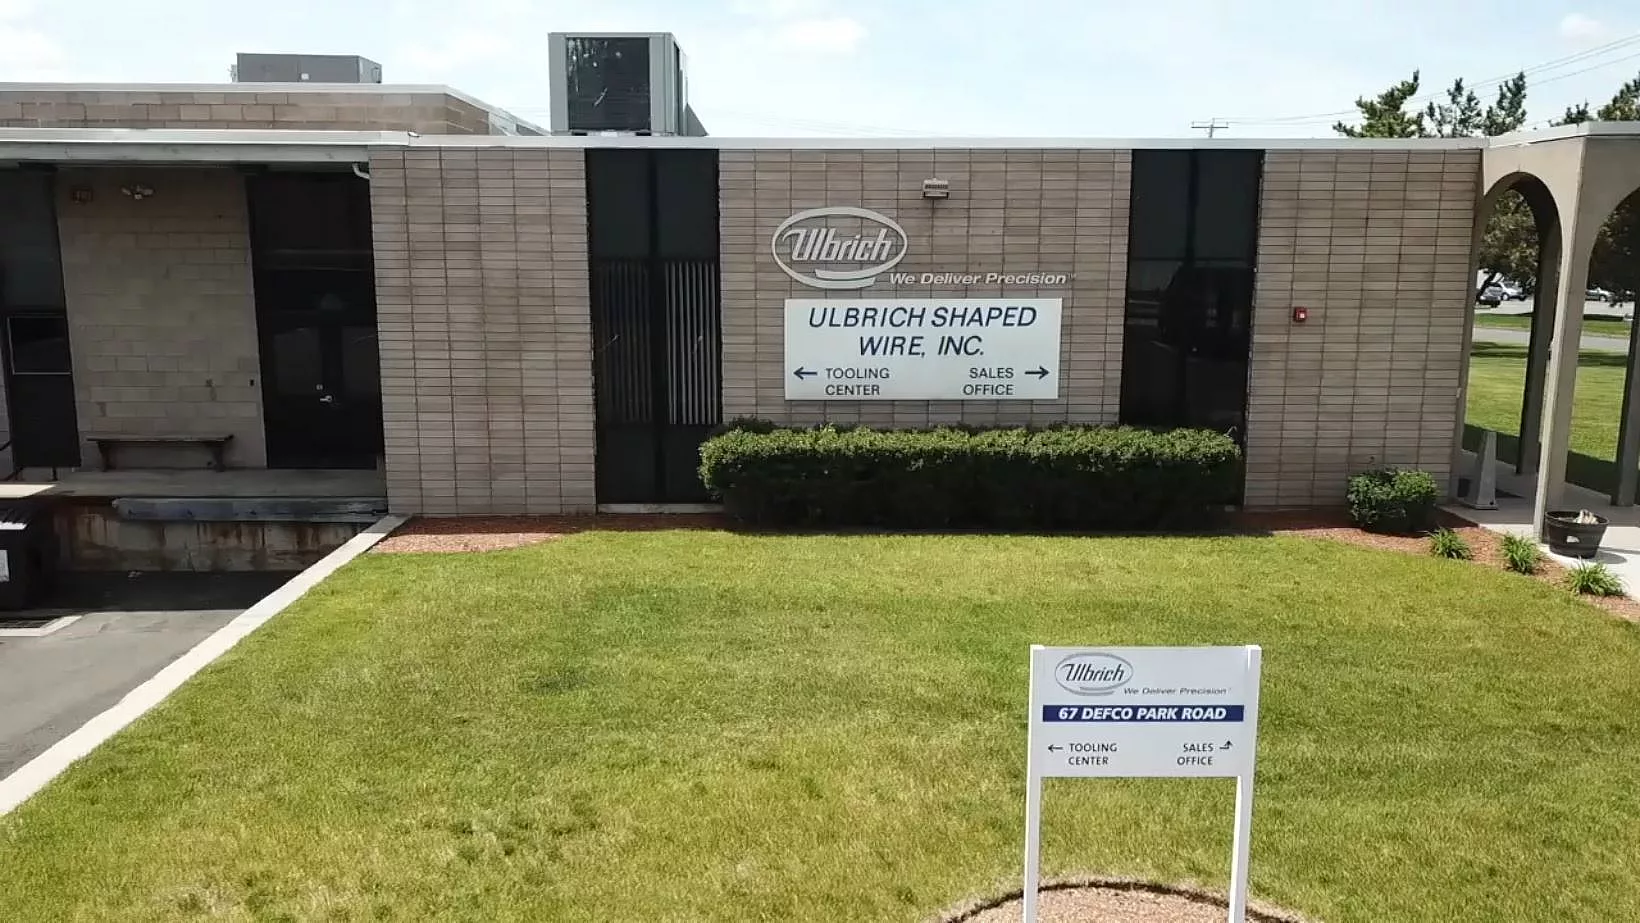 Ulbrich
We Deliver Precision
ULBRICH SHAPED
WIRE, INC.
← TOOLING CENTER
SALES OFFICE →
Ulbrich
We Deliver Precision
67 DEFCO PARK ROAD
← TOOLING CENTER
SALES OFFICE